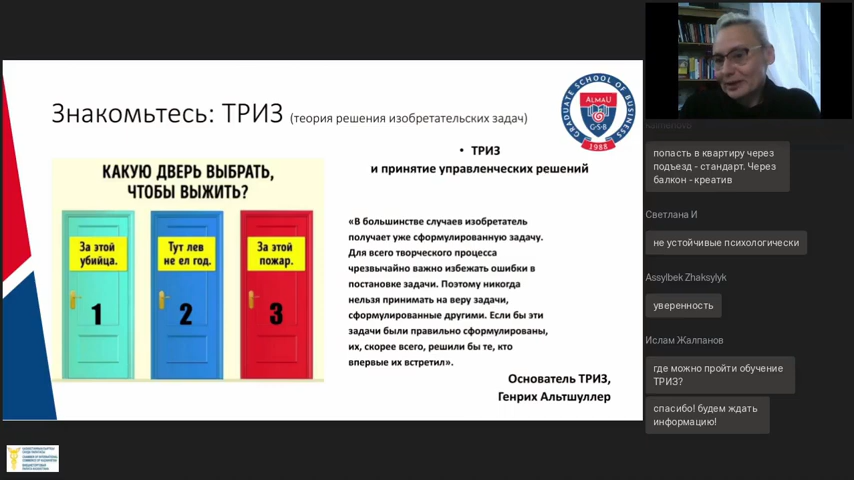 Знакомьтесь: ТРИЗ (теория решения изобретательских задач)
GRADUATE SCHOOL OF BUSINESS
ALMAU
G·S·B
1988
• ТРИЗ
и принятие управленческих решений
КАКУЮ ДВЕРЬ ВЫБРАТЬ,
ЧТОБЫ ВЫЖИТЬ?
За этой
убийца.
1
Тут лев
не ел год.
2
За этой
пожар.
3
«В большинстве случаев изобретатель
получает уже сформулированную задачу.
Для всего творческого процесса
чрезвычайно важно избежать ошибки в
постановке задачи. Поэтому никогда
нельзя принимать на веру задачи,
сформулированные другими. Если бы эти
задачи были правильно сформулированы,
их, скорее всего, решили бы те, кто
впервые их встретил».
Основатель ТРИЗ,
Генрих Альтшуллер
попасть в квартиру через
подъезд - стандарт. Через
балкон - креатив
Светлана И
не устойчивые психологически
Assylbek Zhaksylyk
уверенность
Ислам Жалпанов
где можно пройти обучение
ТРИЗ?
спасибо! будем ждать
информацию!